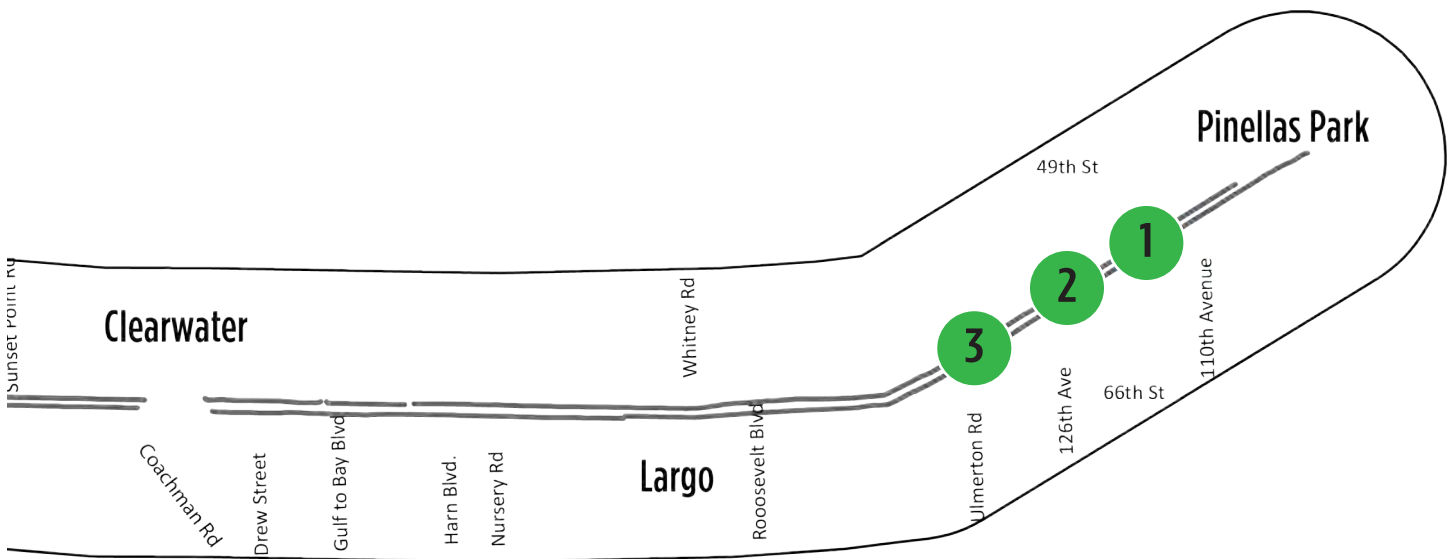 Pinellas Park
49th St
1
2
3
110th Avenue
126th Ave
66th St
Ulmerton Rd
Whitney Rd
Rooosevelt Blvd
Largo
Clearwater
Sunset Point Rd
Coachman Rd
Drew Street
Gulf to Bay Blvd
Harn Blvd.
Nursery Rd